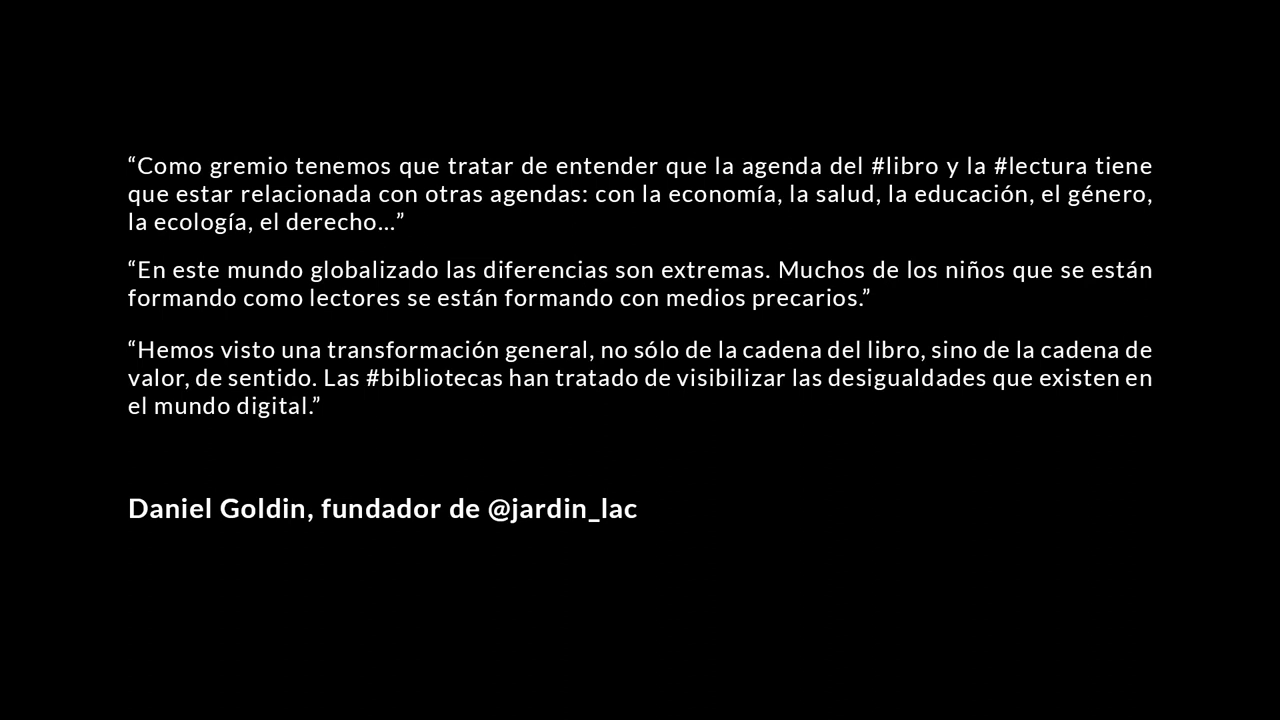 “Como gremio tenemos que tratar de entender que la agenda del #libro y la #lectura tiene
que estar relacionada con otras agendas: con la economía, la salud, la educación, el género,
la ecología, el derecho...”
“En este mundo globalizado las diferencias son extremas. Muchos de los niños que se están
formando como lectores se están formando con medios precarios.”
“Hemos visto una transformación general, no sólo de la cadena del libro, sino de la cadena de
valor, de sentido. Las #bibliotecas han tratado de visibilizar las desigualdades que existen en
el mundo digital.”
Daniel Goldin, fundador de @jardin_lac